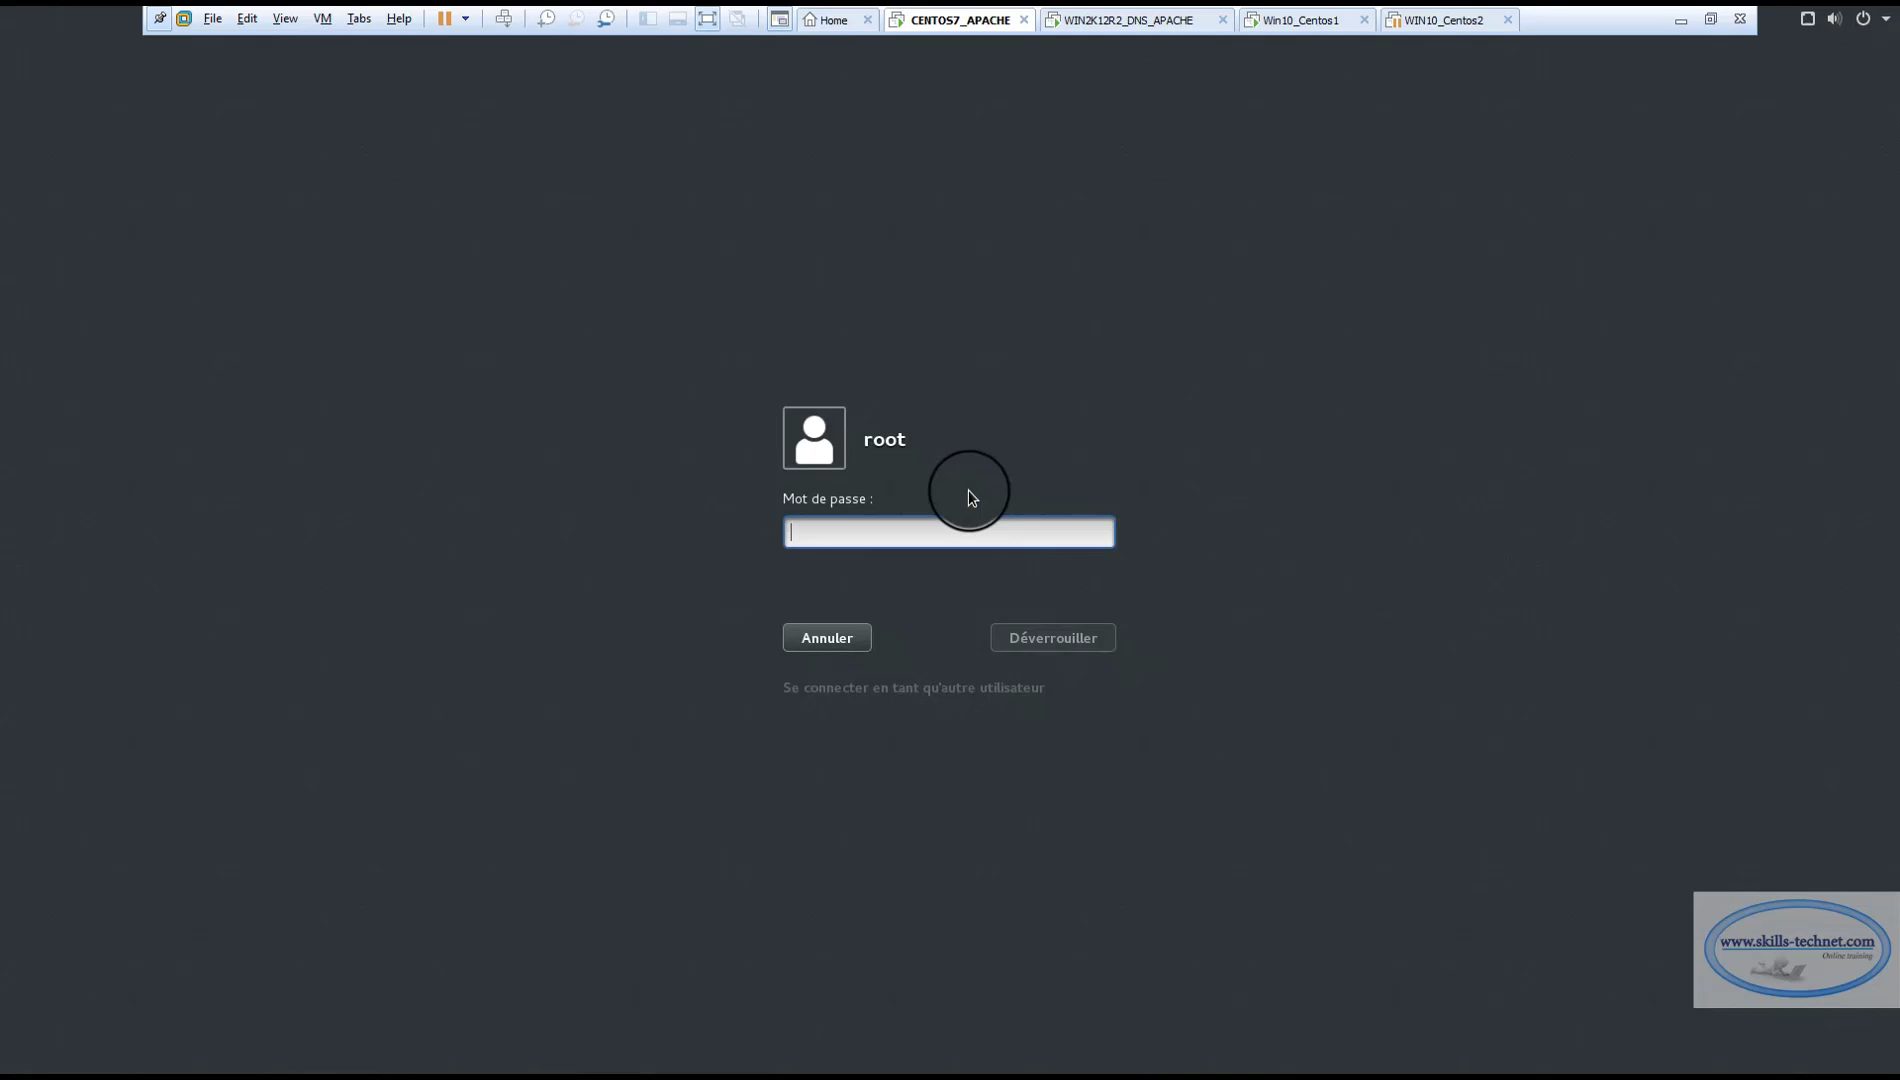 File Edit View VM Tabs Help Home CENTOS7_APACHE WIN2K12R2_DNS_APACHE Win10_Centos1 WIN10_Centos2
root
Mot de passe :
Annuler Déverrouiller
Se connecter en tant qu'autre utilisateur
www.skills-technet.com
Online training